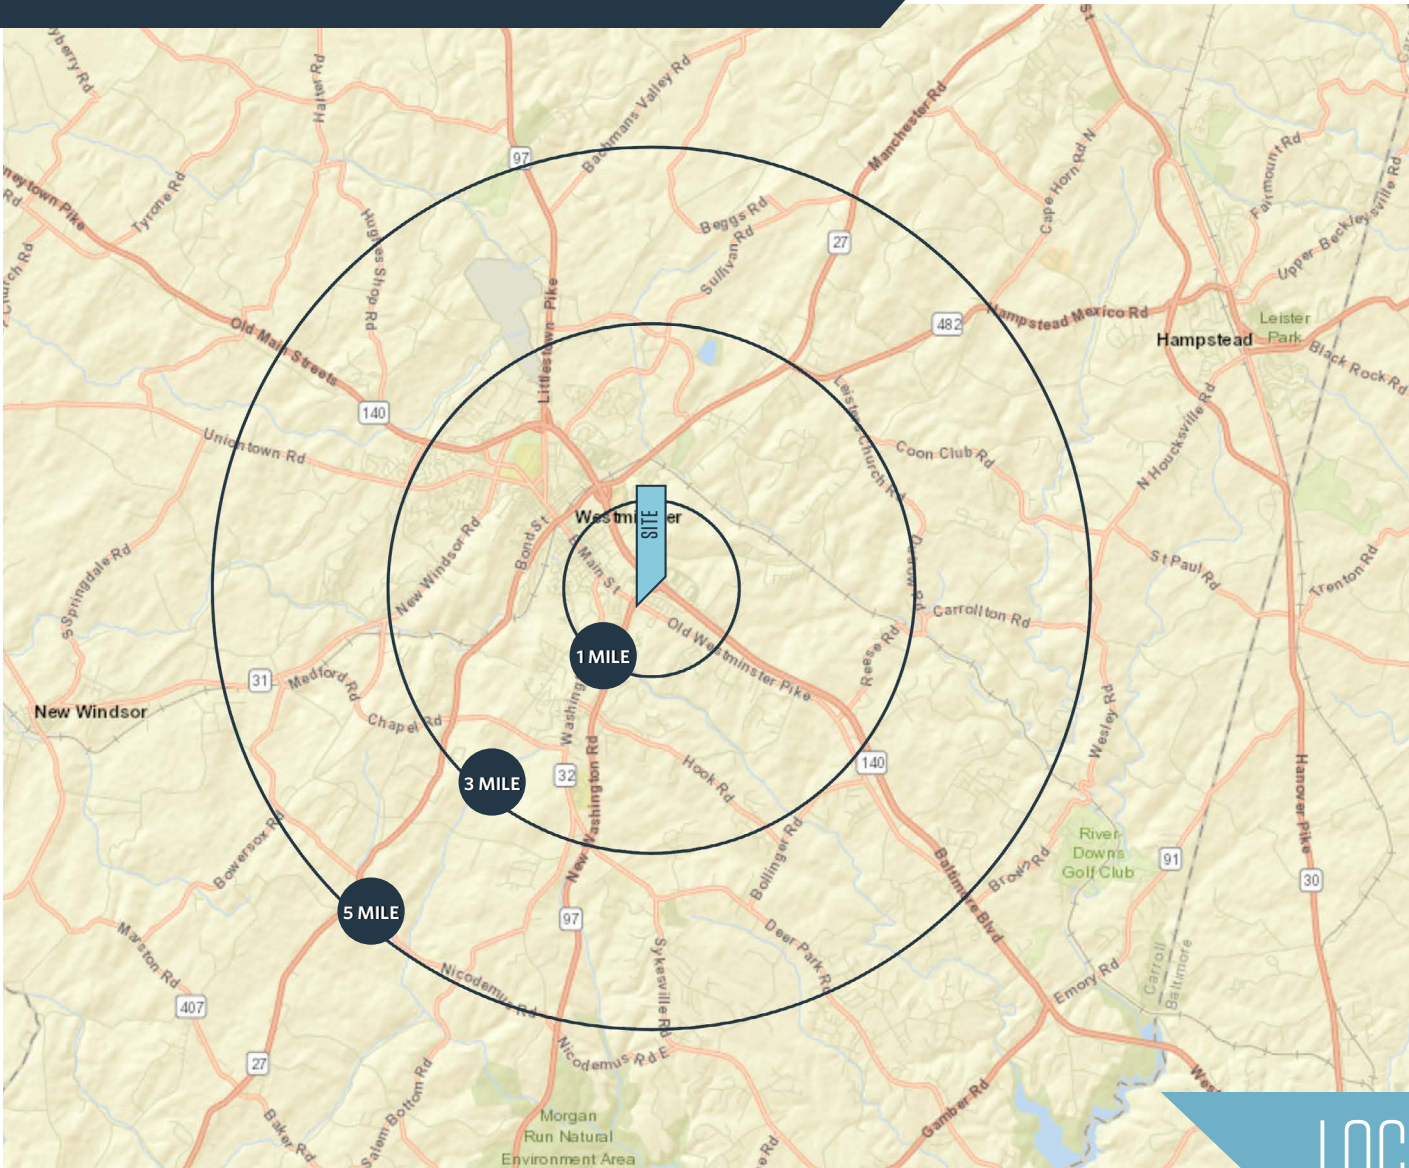 Haller Rd
Bachmans Valley Rd
Manchester Rd
97
Tyrone Rd
Hughes Shop Rd
Beggs Rd
Sullivan Rd
27
Cape Horn Rd N
Fairmount Rd
Upper Beckleysville Rd
Littlestown Pike
Old Main Streets
482
Hampstead Mexico Rd
Hampstead
Leister
Park
Black Rock Rd
140
Uniontown Rd
Leisters Church Rd
Coon Club Rd
N Houcksville Rd
SITE
Bond St
E Main St
New Windsor Rd
S Springdale Rd
St Paul Rd
Trenton Rd
Carrollton Rd
Old Westminster Pike
Reese Rd
1 MILE
31
Medford Rd
New Windsor
Chapel Rd
Wesley Rd
32
3 MILE
New Washington Rd
Hook Rd
140
Hanover Pike
Bowersox Rd
Bollinger Rd
Baltimore Blvd
River
Downs
Golf Club
91
30
5 MILE
97
Marston Rd
Deer Park Rd
Nicodemus Rd
Sykesville Rd
Emory Rd
Carroll
Baltimore
407
27
Nicodemus Rd E
Salem Bottom Rd
Baker Rd
Gamber Rd
Morgan
Run Natural
Environment Area